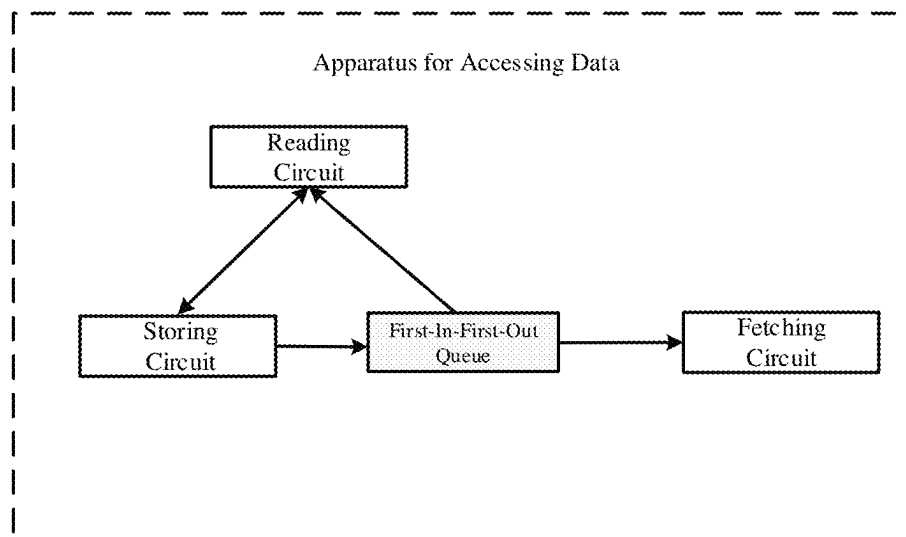 Apparatus for Accessing Data
Reading
Circuit
Storing
Circuit
First-In-First-Out
Queue
Fetching
Circuit